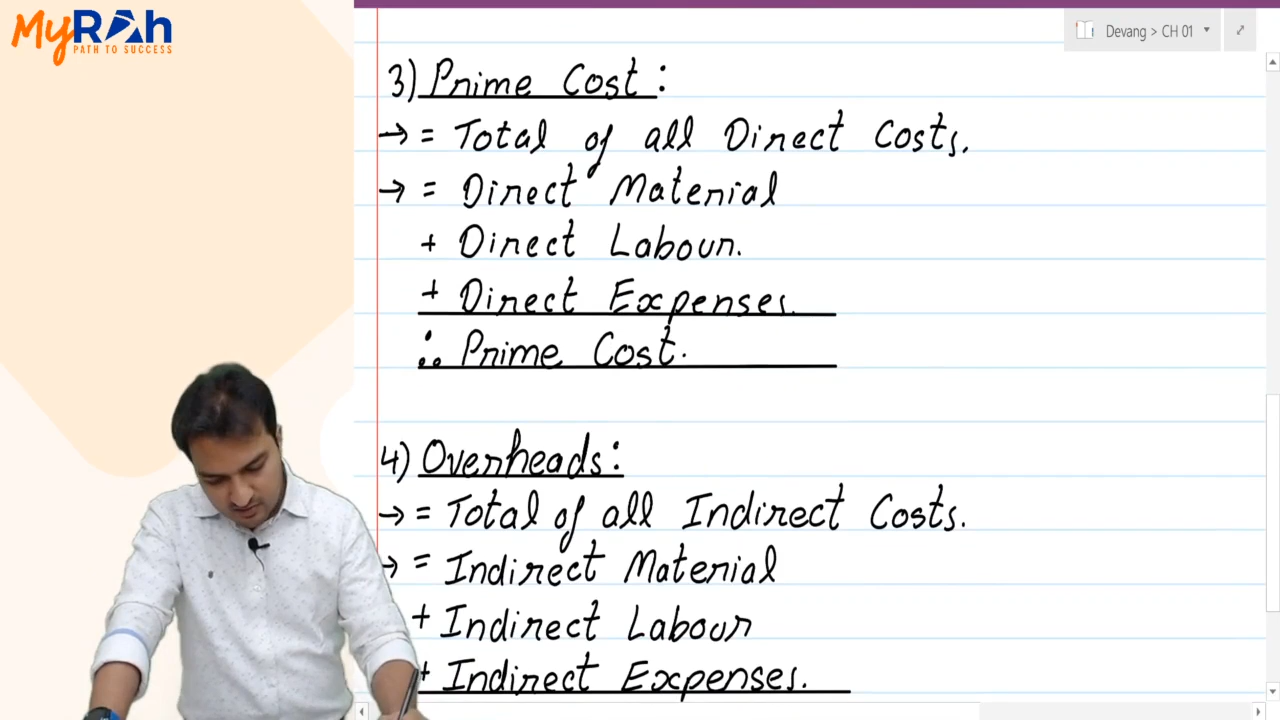 MyRAh
PATH TO SUCCESS
Devang > CH 01
3) Prime Cost:
→ = Total of all Direct Costs.
→ = Direct Material
+ Direct Labour.
+ Direct Expenses.
∴ Prime Cost.
4) Overheads:
→ = Total of all Indirect Costs.
→ = Indirect Material
+ Indirect Labour
+ Indirect Expenses.